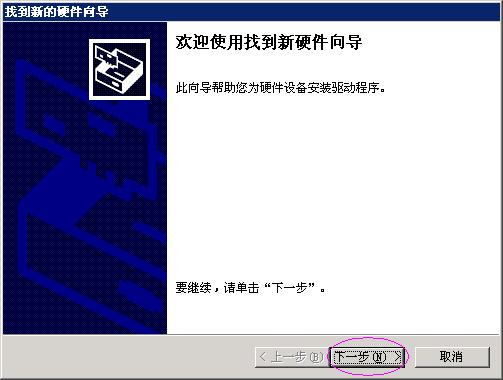 找到新的硬件向导
欢迎使用找到新硬件向导
此向导帮助您为硬件设备安装驱动程序。
要继续，请单击“下一步”。
< 上一步(B) 下一步(N) > 取消